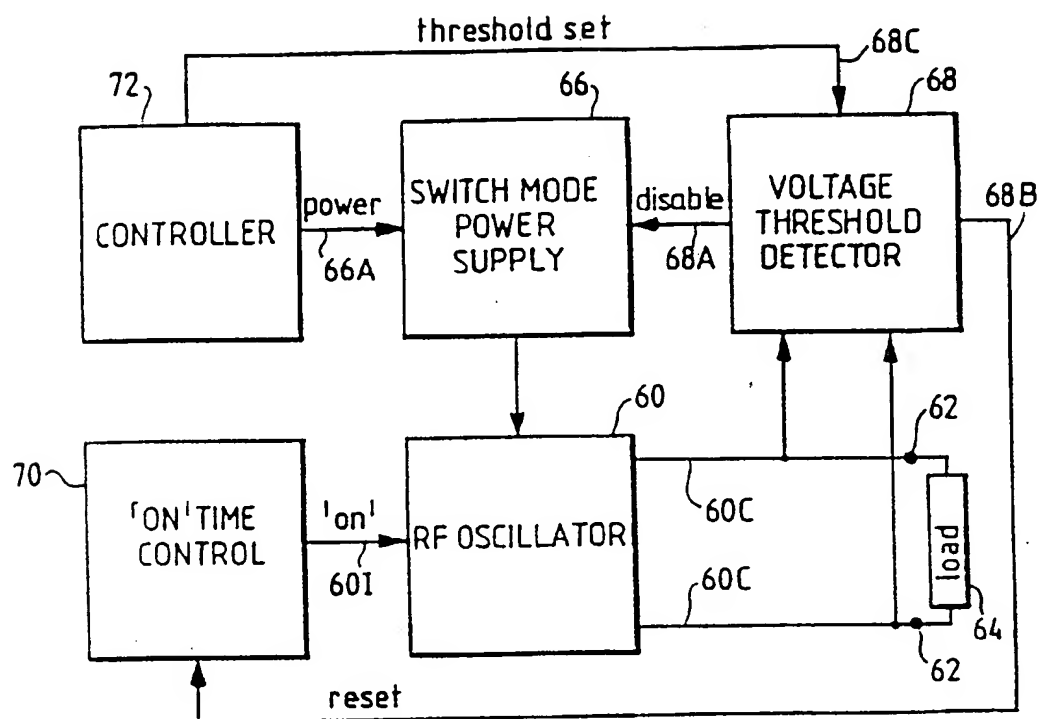 threshold set
68C
72
66
68
CONTROLLER
power
66A
SWITCH MODE
POWER
SUPPLY
disable
68A
VOLTAGE
THRESHOLD
DETECTOR
68B
60
62
70
'ON' TIME
CONTROL
'on'
60I
RF OSCILLATOR
60C
60C
load
64
62
reset